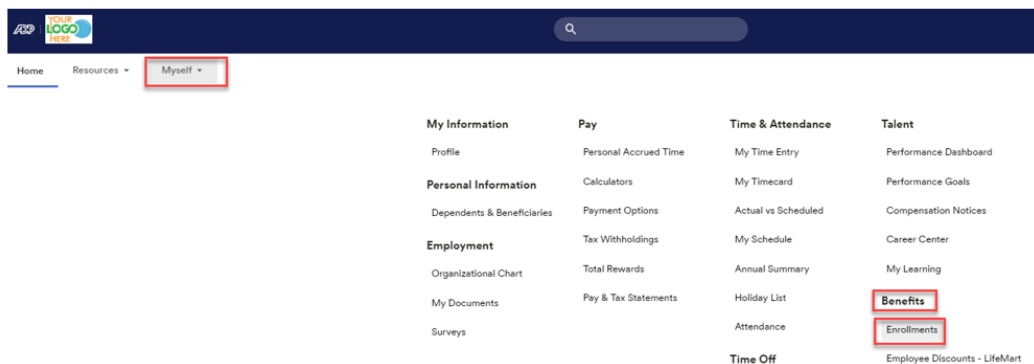 ADP
YOUR
LOGO
HERE
Home Resources Myself
My Information
Profile
Personal Information
Dependents & Beneficiaries
Employment
Organizational Chart
My Documents
Surveys
Pay
Personal Accrued Time
Calculators
Payment Options
Tax Withholdings
Total Rewards
Pay & Tax Statements
Time & Attendance
My Time Entry
My Timecard
Actual vs Scheduled
My Schedule
Annual Summary
Holiday List
Attendance
Time Off
Talent
Performance Dashboard
Performance Goals
Compensation Notices
Career Center
My Learning
Benefits
Enrollments
Employee Discounts - LifeMart